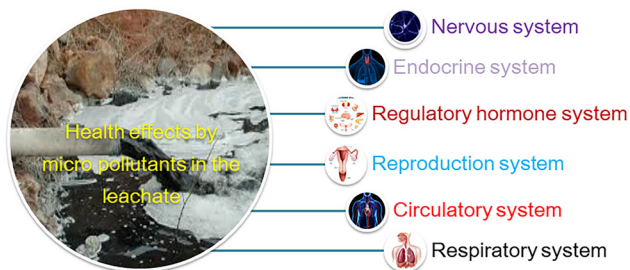 Health effects by
micro pollutants in the
leachate
Nervous system
Endocrine system
Regulatory hormone system
Reproduction system
Circulatory system
Respiratory system